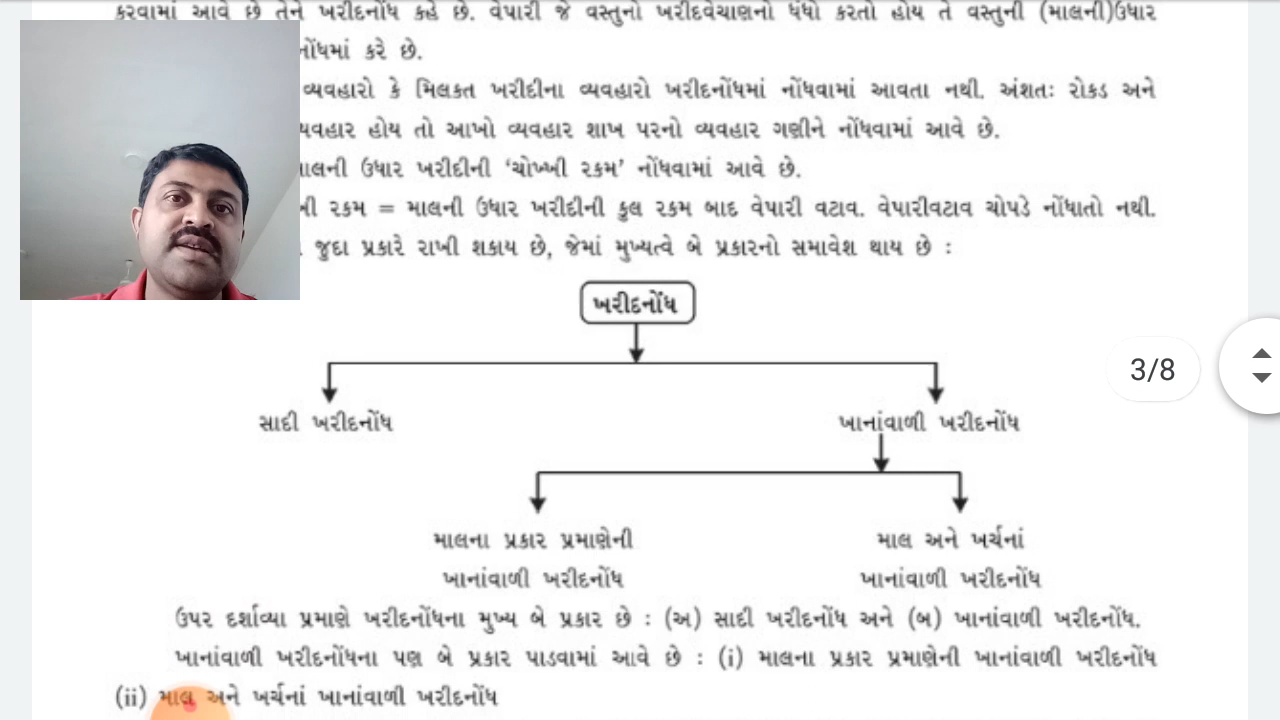 કરવામાં આવે છે તેને ખરીદનોંધ કહે છે. વેપારી જે વસ્તુનો ખરીદવેચાણનો ધંધો કરતો હોય તે વસ્તુની (માલની)ઉધાર
નોંધમાં કરે છે.
વ્યવહારો કે મિલકત ખરીદીના વ્યવહારો ખરીદનોંધમાં નોંધવામાં આવતા નથી. અંશતઃ રોકડ અને
હોય તો આખો વ્યવહાર શાખ પરનો વ્યવહાર ગણીને નોંધવામાં આવે છે.
ઉધાર ખરીદીની ‘ચોખ્ખી રકમ’ નોંધવામાં આવે છે.
રકમ = માલની ઉધાર ખરીદીની કુલ રકમ બાદ વેપારી વટાવ. વેપારીવટાવ ચોપડે નોંધાતો નથી.
જુદા પ્રકારે રાખી શકાય છે, જેમાં મુખ્યત્વે બે પ્રકારનો સમાવેશ થાય છે :
ખરીદનોંધ
3/8
સાદી ખરીદનોંધ
ખાનાંવાળી ખરીદનોંધ
માલના પ્રકાર પ્રમાણેની
ખાનાંવાળી ખરીદનોંધ
માલ અને ખર્ચનાં
ખાનાંવાળી ખરીદનોંધ
ઉપર દર્શાવ્યા પ્રમાણે ખરીદનોંધના મુખ્ય બે પ્રકાર છે : (અ) સાદી ખરીદનોંધ અને (બ) ખાનાંવાળી ખરીદનોંધ.
ખાનાંવાળી ખરીદનોંધના પણ બે પ્રકાર પાડવામાં આવે છે : (i) માલના પ્રકાર પ્રમાણેની ખાનાંવાળી ખરીદનોંધ
(ii) માલ અને ખર્ચનાં ખાનાંવાળી ખરીદનોંધ